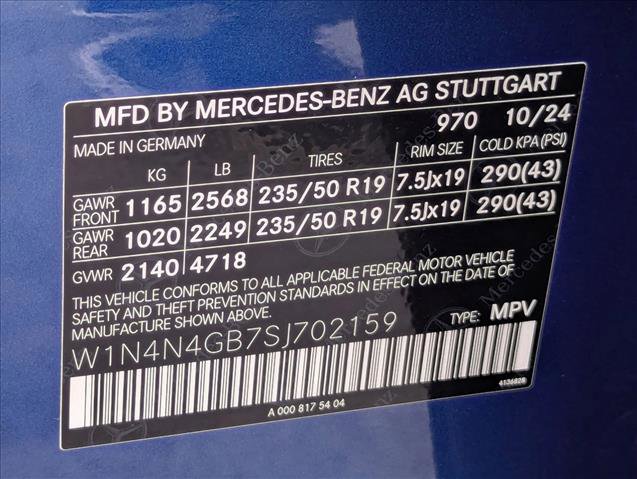 MFD BY MERCEDES-BENZ AG STUTTGART
970 10/24
MADE IN GERMANY
KG LB TIRES RIM SIZE COLD KPA (PSI)
GAWR FRONT 1165 2568 235/50 R19 7.5Jx19 290(43)
GAWR REAR 1020 2249 235/50 R19 7.5Jx19 290(43)
GVWR 2140 4718
THIS VEHICLE CONFORMS TO ALL APPLICABLE FEDERAL MOTOR VEHICLE
SAFETY AND THEFT PREVENTION STANDARDS IN EFFECT ON THE DATE OF
MANUFACTURE SHOWN ABOVE.
W1N4N4GB7SJ702159 TYPE: MPV
4136828
A 000 817 54 04